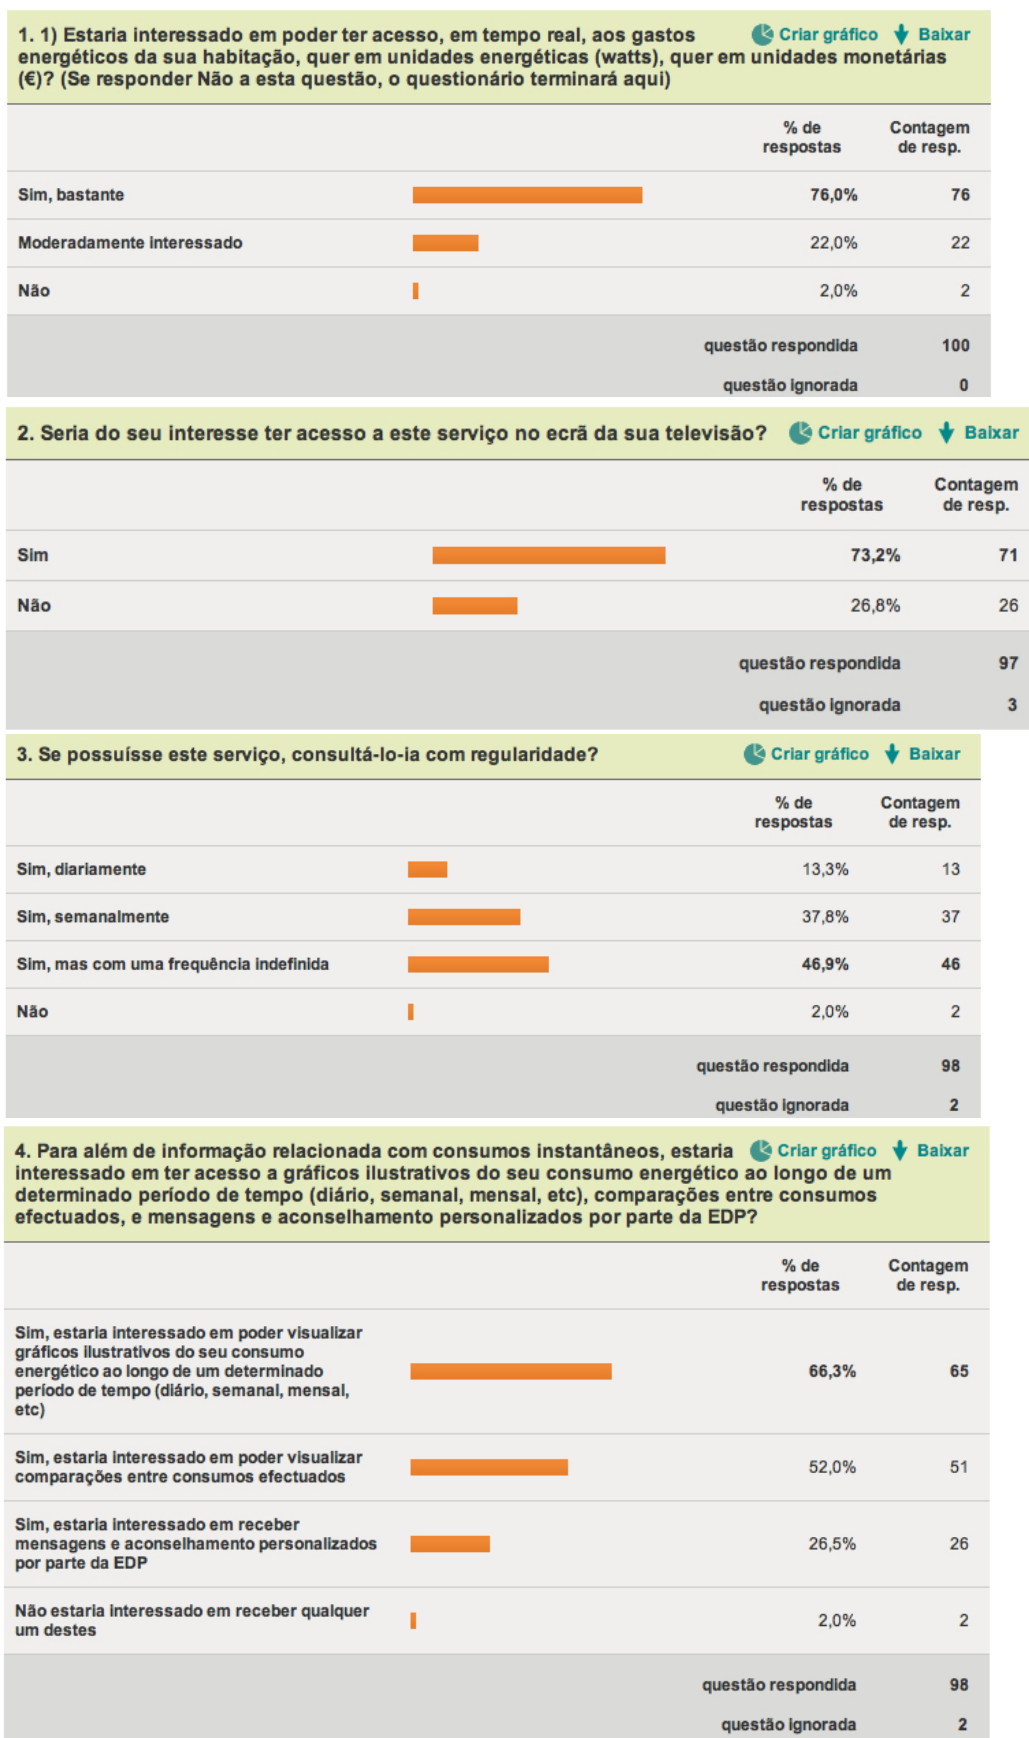 1. 1) Estaria interessado em poder ter acesso, em tempo real, aos gastos Criar gráfico Baixar
energéticos da sua habitação, quer em unidades energéticas (watts), quer em unidades monetárias
(€)? (Se responder Não a esta questão, o questionário terminará aqui)
% de Contagem
respostas de resp.
Sim, bastante 76,0% 76
Moderadamente interessado 22,0% 22
Não 2,0% 2
questão respondida 100
questão ignorada 0
2. Seria do seu interesse ter acesso a este serviço no ecrã da sua televisão? Criar gráfico Baixar
% de Contagem
respostas de resp.
Sim 73,2% 71
Não 26,8% 26
questão respondida 97
questão ignorada 3
3. Se possuísse este serviço, consultá-lo-ia com regularidade? Criar gráfico Baixar
% de Contagem
respostas de resp.
Sim, diariamente 13,3% 13
Sim, semanalmente 37,8% 37
Sim, mas com uma frequência indefinida 46,9% 46
Não 2,0% 2
questão respondida 98
questão ignorada 2
4. Para além de informação relacionada com consumos instantâneos, estaria Criar gráfico Baixar
interessado em ter acesso a gráficos ilustrativos do seu consumo energético ao longo de um
determinado período de tempo (diário, semanal, mensal, etc), comparações entre consumos
efectuados, e mensagens e aconselhamento personalizados por parte da EDP?
% de Contagem
respostas de resp.
Sim, estaria interessado em poder visualizar
gráficos ilustrativos do seu consumo
energético ao longo de um determinado 66,3% 65
período de tempo (diário, semanal, mensal,
etc)
Sim, estaria interessado em poder visualizar
comparações entre consumos efectuados 52,0% 51
Sim, estaria interessado em receber
mensagens e aconselhamento personalizados 26,5% 26
por parte da EDP
Não estaria interessado em receber qualquer
um destes 2,0% 2
questão respondida 98
questão ignorada 2